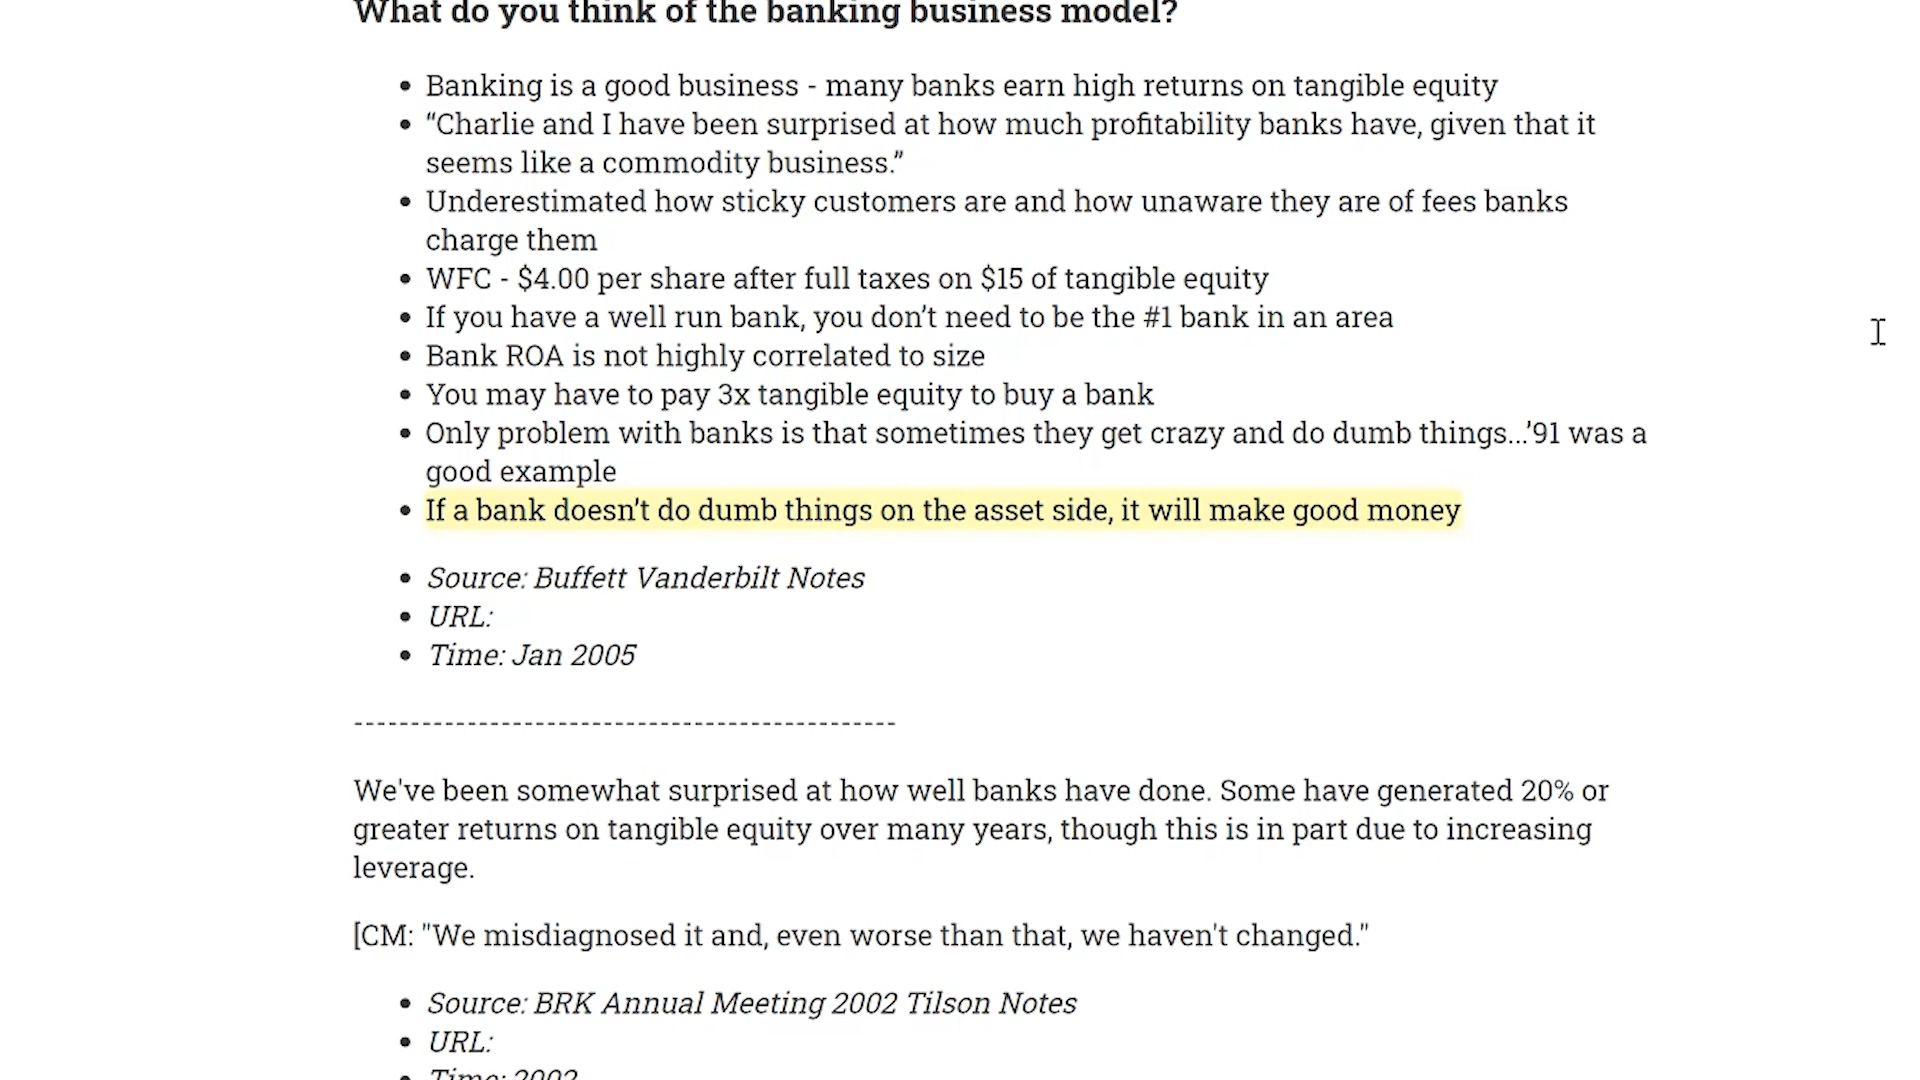 What do you think of the banking business model?
• Banking is a good business - many banks earn high returns on tangible equity
• “Charlie and I have been surprised at how much profitability banks have, given that it
seems like a commodity business.”
• Underestimated how sticky customers are and how unaware they are of fees banks
charge them
• WFC - $4.00 per share after full taxes on $15 of tangible equity
• If you have a well run bank, you don’t need to be the #1 bank in an area
• Bank ROA is not highly correlated to size
• You may have to pay 3x tangible equity to buy a bank
• Only problem with banks is that sometimes they get crazy and do dumb things...’91 was a
good example
• If a bank doesn’t do dumb things on the asset side, it will make good money
• Source: Buffett Vanderbilt Notes
• URL:
• Time: Jan 2005
-----------------------------------------------
We've been somewhat surprised at how well banks have done. Some have generated 20% or
greater returns on tangible equity over many years, though this is in part due to increasing
leverage.
[CM: "We misdiagnosed it and, even worse than that, we haven't changed."
• Source: BRK Annual Meeting 2002 Tilson Notes
• URL:
• Time: 2002